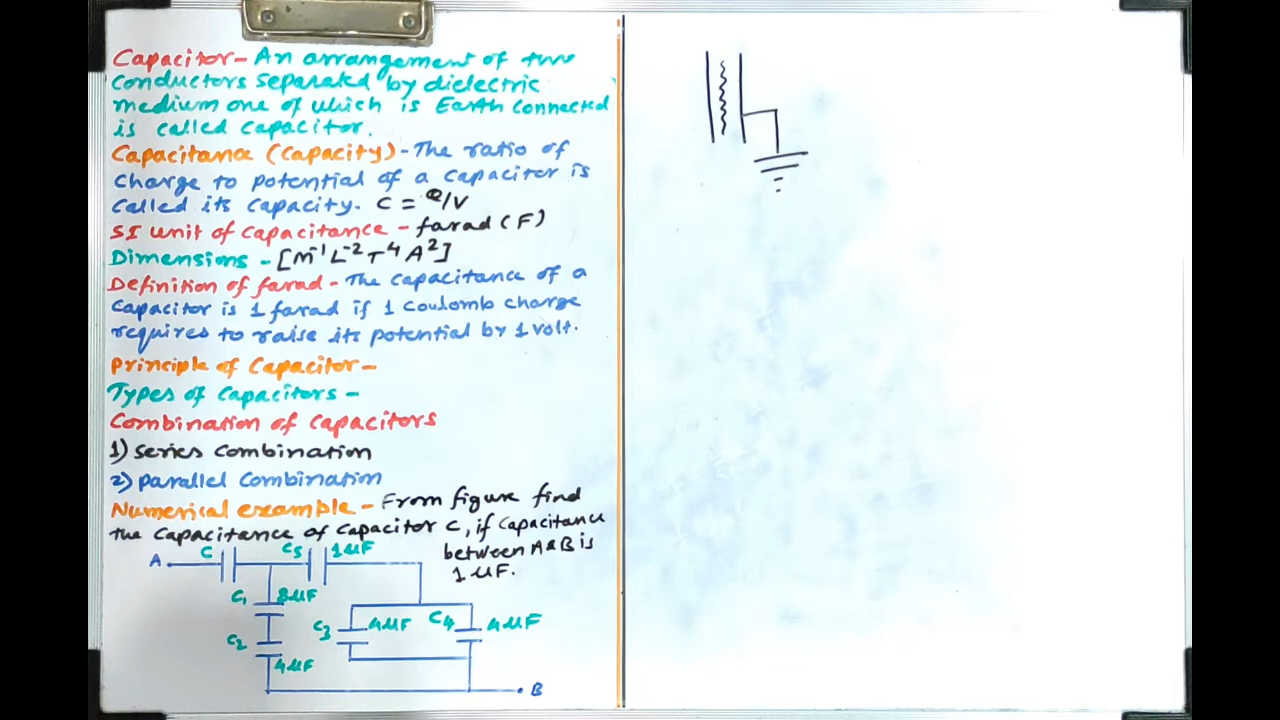 Capacitor - An arrangement of two
conductors separated by dielectric
medium one of which is Earth connected
is called capacitor.
Capacitance (Capacity) - The ratio of
charge to potential of a capacitor is
called its capacity. C = Q/V
SI unit of capacitance - farad (F)
Dimensions - [M⁻¹ L⁻² T⁴ A²]
Definition of farad - The capacitance of a
capacitor is 1 farad if 1 coulomb charge
requires to raise its potential by 1 volt.
Principle of Capacitor -
Types of Capacitors -
Combination of Capacitors
1) Series Combination
2) Parallel Combination
Numerical example - From figure find
the capacitance of capacitor C, if capacitance
between A & B is
1 μF.
A C C5 1μF
C1 8μF
C3 4μF C4 4μF
C2
4μF
B